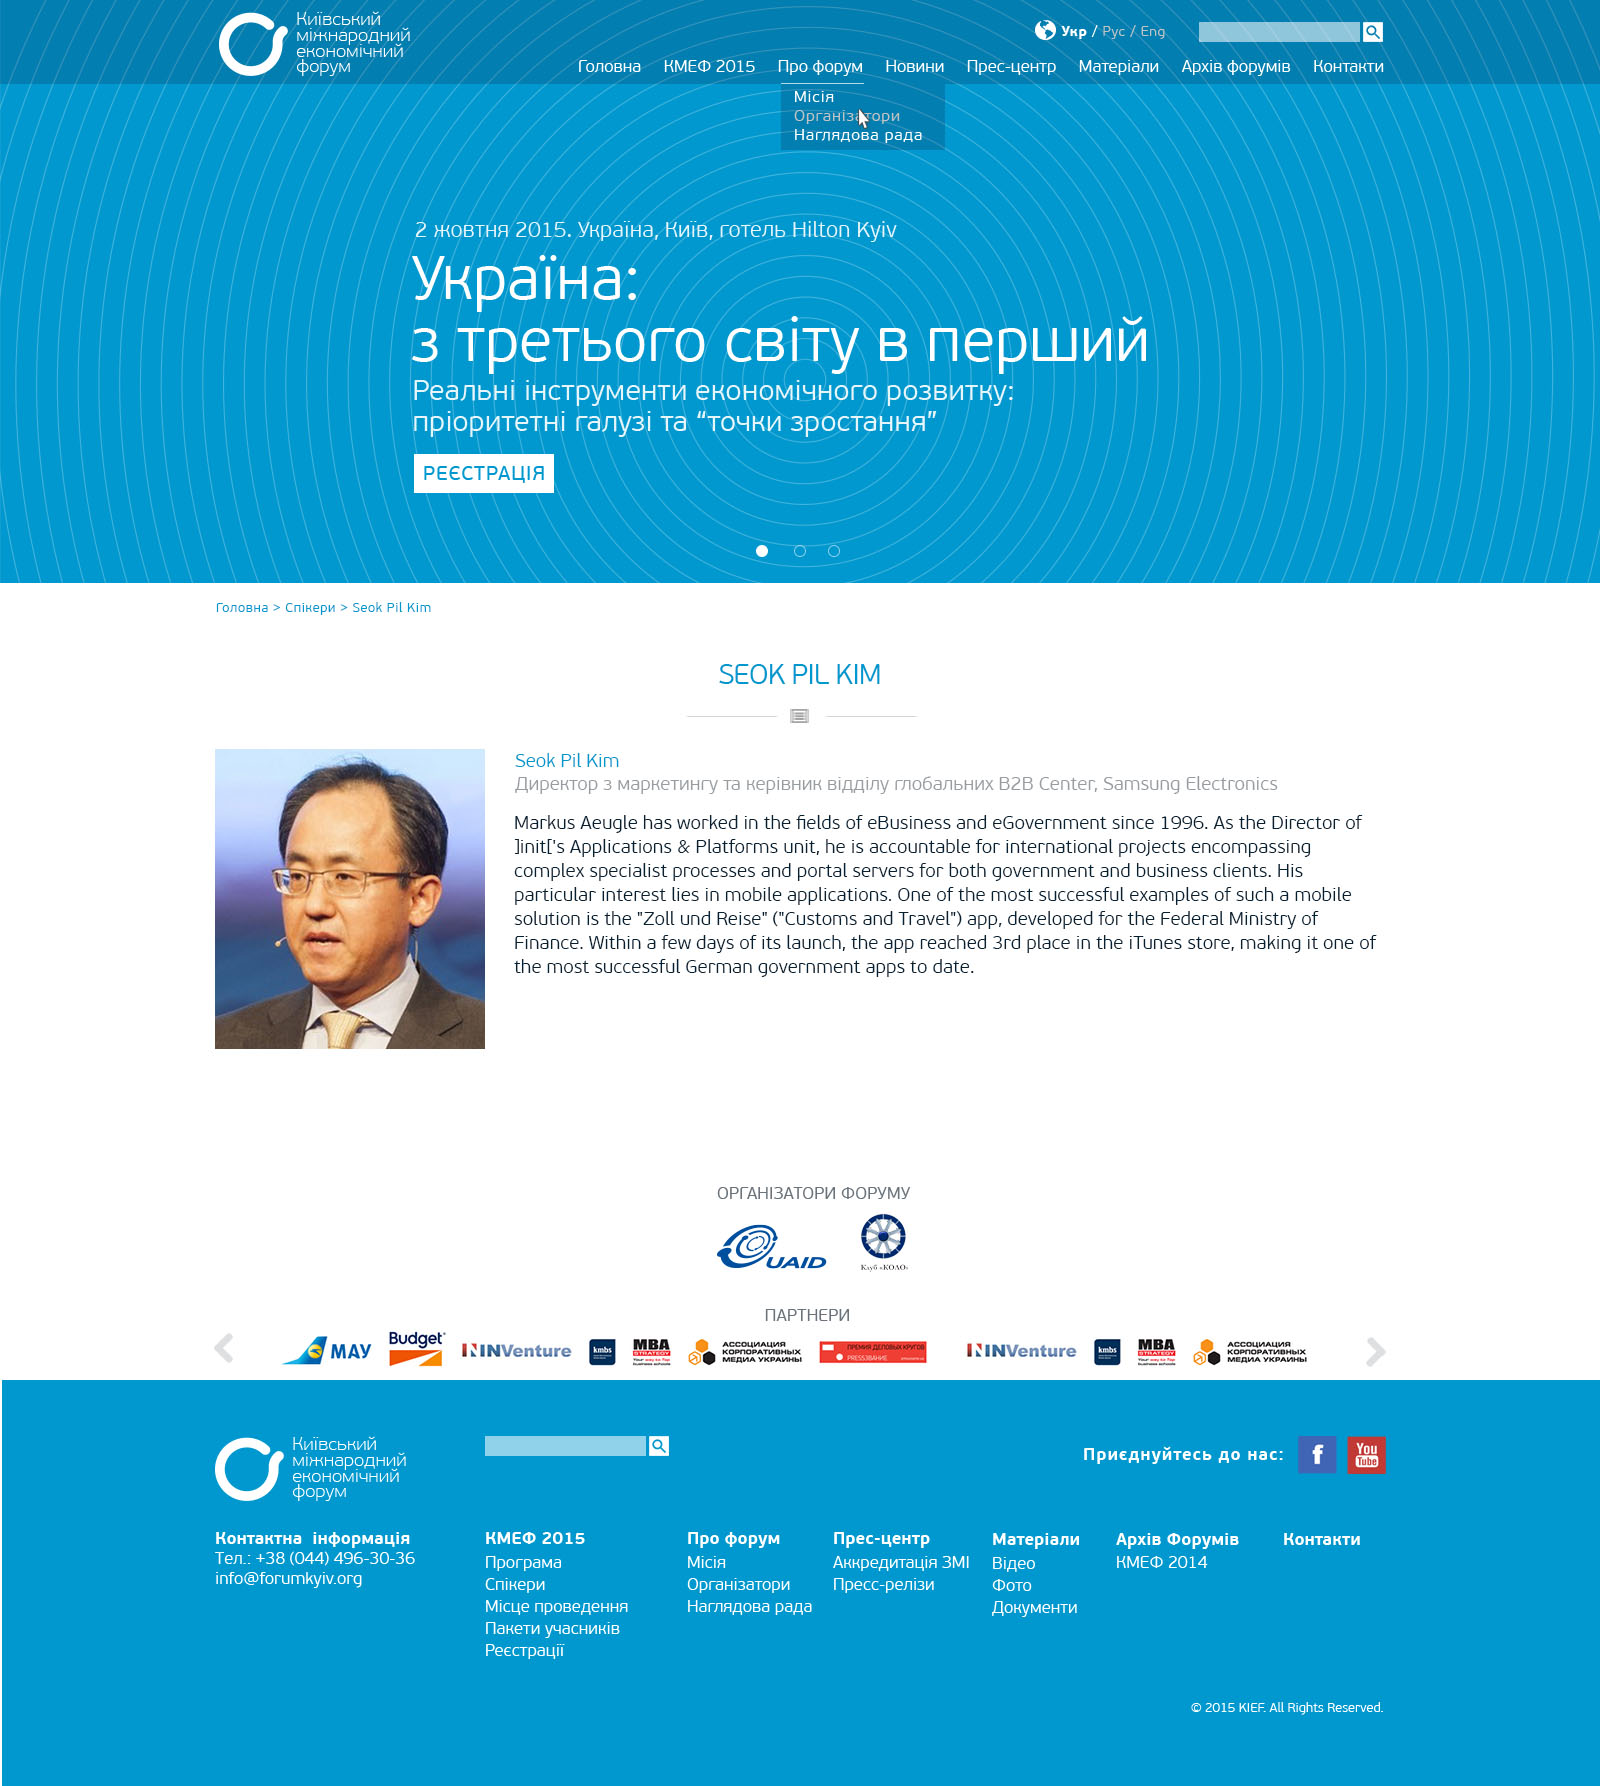 Київський
міжнародний
економічний
форум
Укр / Рус / Eng
Головна КМЕФ 2015 Про форум Новини Прес-центр Матеріали Архів форумів Контакти
Місія
Організатори
Наглядова рада
2 жовтня 2015. Україна, Київ, готель Hilton Kyiv
Україна:
з третього світу в перший
Реальні інструменти економічного розвитку:
пріоритетні галузі та “точки зростання”
РЕЄСТРАЦІЯ
Головна > Спікери > Seok Pil Kim
SEOK PIL KIM
Seok Pil Kim
Директор з маркетингу та керівник відділу глобальних B2B Center, Samsung Electronics
Markus Aeugle has worked in the fields of eBusiness and eGovernment since 1996. As the Director of
]init['s Applications & Platforms unit, he is accountable for international projects encompassing
complex specialist processes and portal servers for both government and business clients. His
particular interest lies in mobile applications. One of the most successful examples of such a mobile
solution is the "Zoll und Reise" ("Customs and Travel") app, developed for the Federal Ministry of
Finance. Within a few days of its launch, the app reached 3rd place in the iTunes store, making it one of
the most successful German government apps to date.
ОРГАНІЗАТОРИ ФОРУМУ
UAID
Клуб «КОЛО»
ПАРТНЕРИ
МАУ
Budget
INVenture
kmbs
MBA
STRATEGY
Your way to Top
business schools
АССОЦИАЦИЯ
КОРПОРАТИВНЫХ
МЕДИА УКРАИНЫ
ПРЕМИЯ ДЕЛОВЫХ КРУГОВ
PRESSЗВАНИЕ
INVenture
kmbs
MBA
STRATEGY
Your way to Top
business schools
АССОЦИАЦИЯ
КОРПОРАТИВНЫХ
МЕДИА УКРАИНЫ
Київський
міжнародний
економічний
форум
Приєднуйтесь до нас:
f
You
Tube
Контактна інформація
Тел.: +38 (044) 496-30-36
info@forumkyiv.org
КМЕФ 2015
Програма
Спікери
Місце проведення
Пакети учасників
Реєстрації
Про форум
Місія
Організатори
Наглядова рада
Прес-центр
Аккредитація ЗМІ
Пресс-релізи
Матеріали
Відео
Фото
Документи
Архів Форумів
КМЕФ 2014
Контакти
© 2015 KIEF. All Rights Reserved.